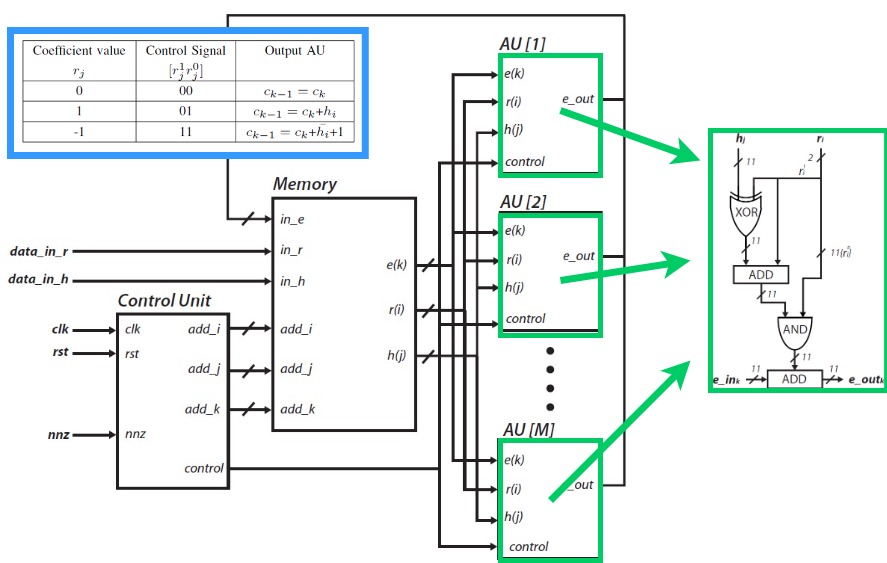 Coefficient value Control Signal Output AU
r_j [r_j^1 r_j^0]
0 00 c_{k−1} = c_k
1 01 c_{k−1} = c_k+h_i
-1 11 c_{k−1} = c_k+h̄_i+1
AU [1]
e(k)
r(i)
h(j)
control
e_out
AU [2]
e(k)
r(i)
h(j)
control
e_out
AU [M]
e(k)
r(i)
h(j)
control
_out
Memory
in_e
in_r
in_h
add_i
add_j
add_k
e(k)
r(i)
h(j)
data_in_r
data_in_h
Control Unit
clk
rst
nnz
clk
rst
nnz
add_i
add_j
add_k
control
h_j r_i
11 2
r_i^1
XOR
11
11(r_i^0)
ADD
11
AND
11
e_in_k 11 ADD 11 e_out_k